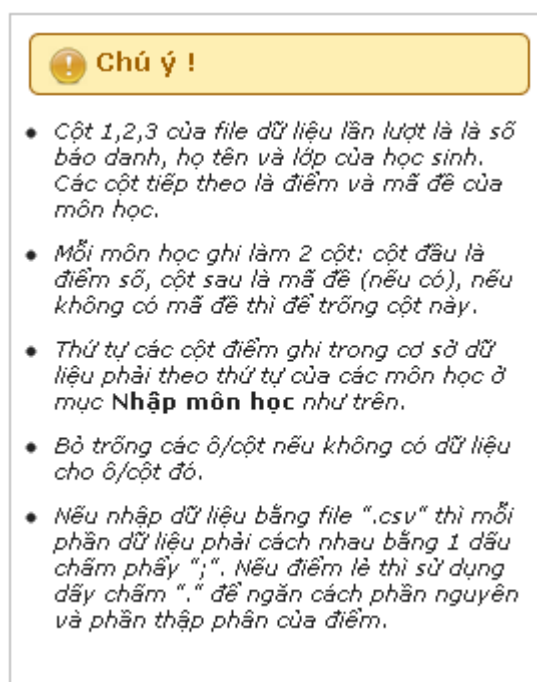 Chú ý !
• Cột 1,2,3 của file dữ liệu lần lượt là là số
báo danh, họ tên và lớp của học sinh.
Các cột tiếp theo là điểm và mã đề của
môn học.
• Mỗi môn học ghi làm 2 cột: cột đầu là
điểm số, cột sau là mã đề (nếu có), nếu
không có mã đề thì để trống cột này.
• Thứ tự các cột điểm ghi trong cơ sở dữ
liệu phải theo thứ tự của các môn học ở
mục Nhập môn học như trên.
• Bỏ trống các ô/cột nếu không có dữ liệu
cho ô/cột đó.
• Nếu nhập dữ liệu bằng file ".csv" thì mỗi
phần dữ liệu phải cách nhau bằng 1 dấu
chấm phẩy ";". Nếu điểm lẻ thì sử dụng
dấy chấm "." để ngăn cách phần nguyên
và phần thập phân của điểm.